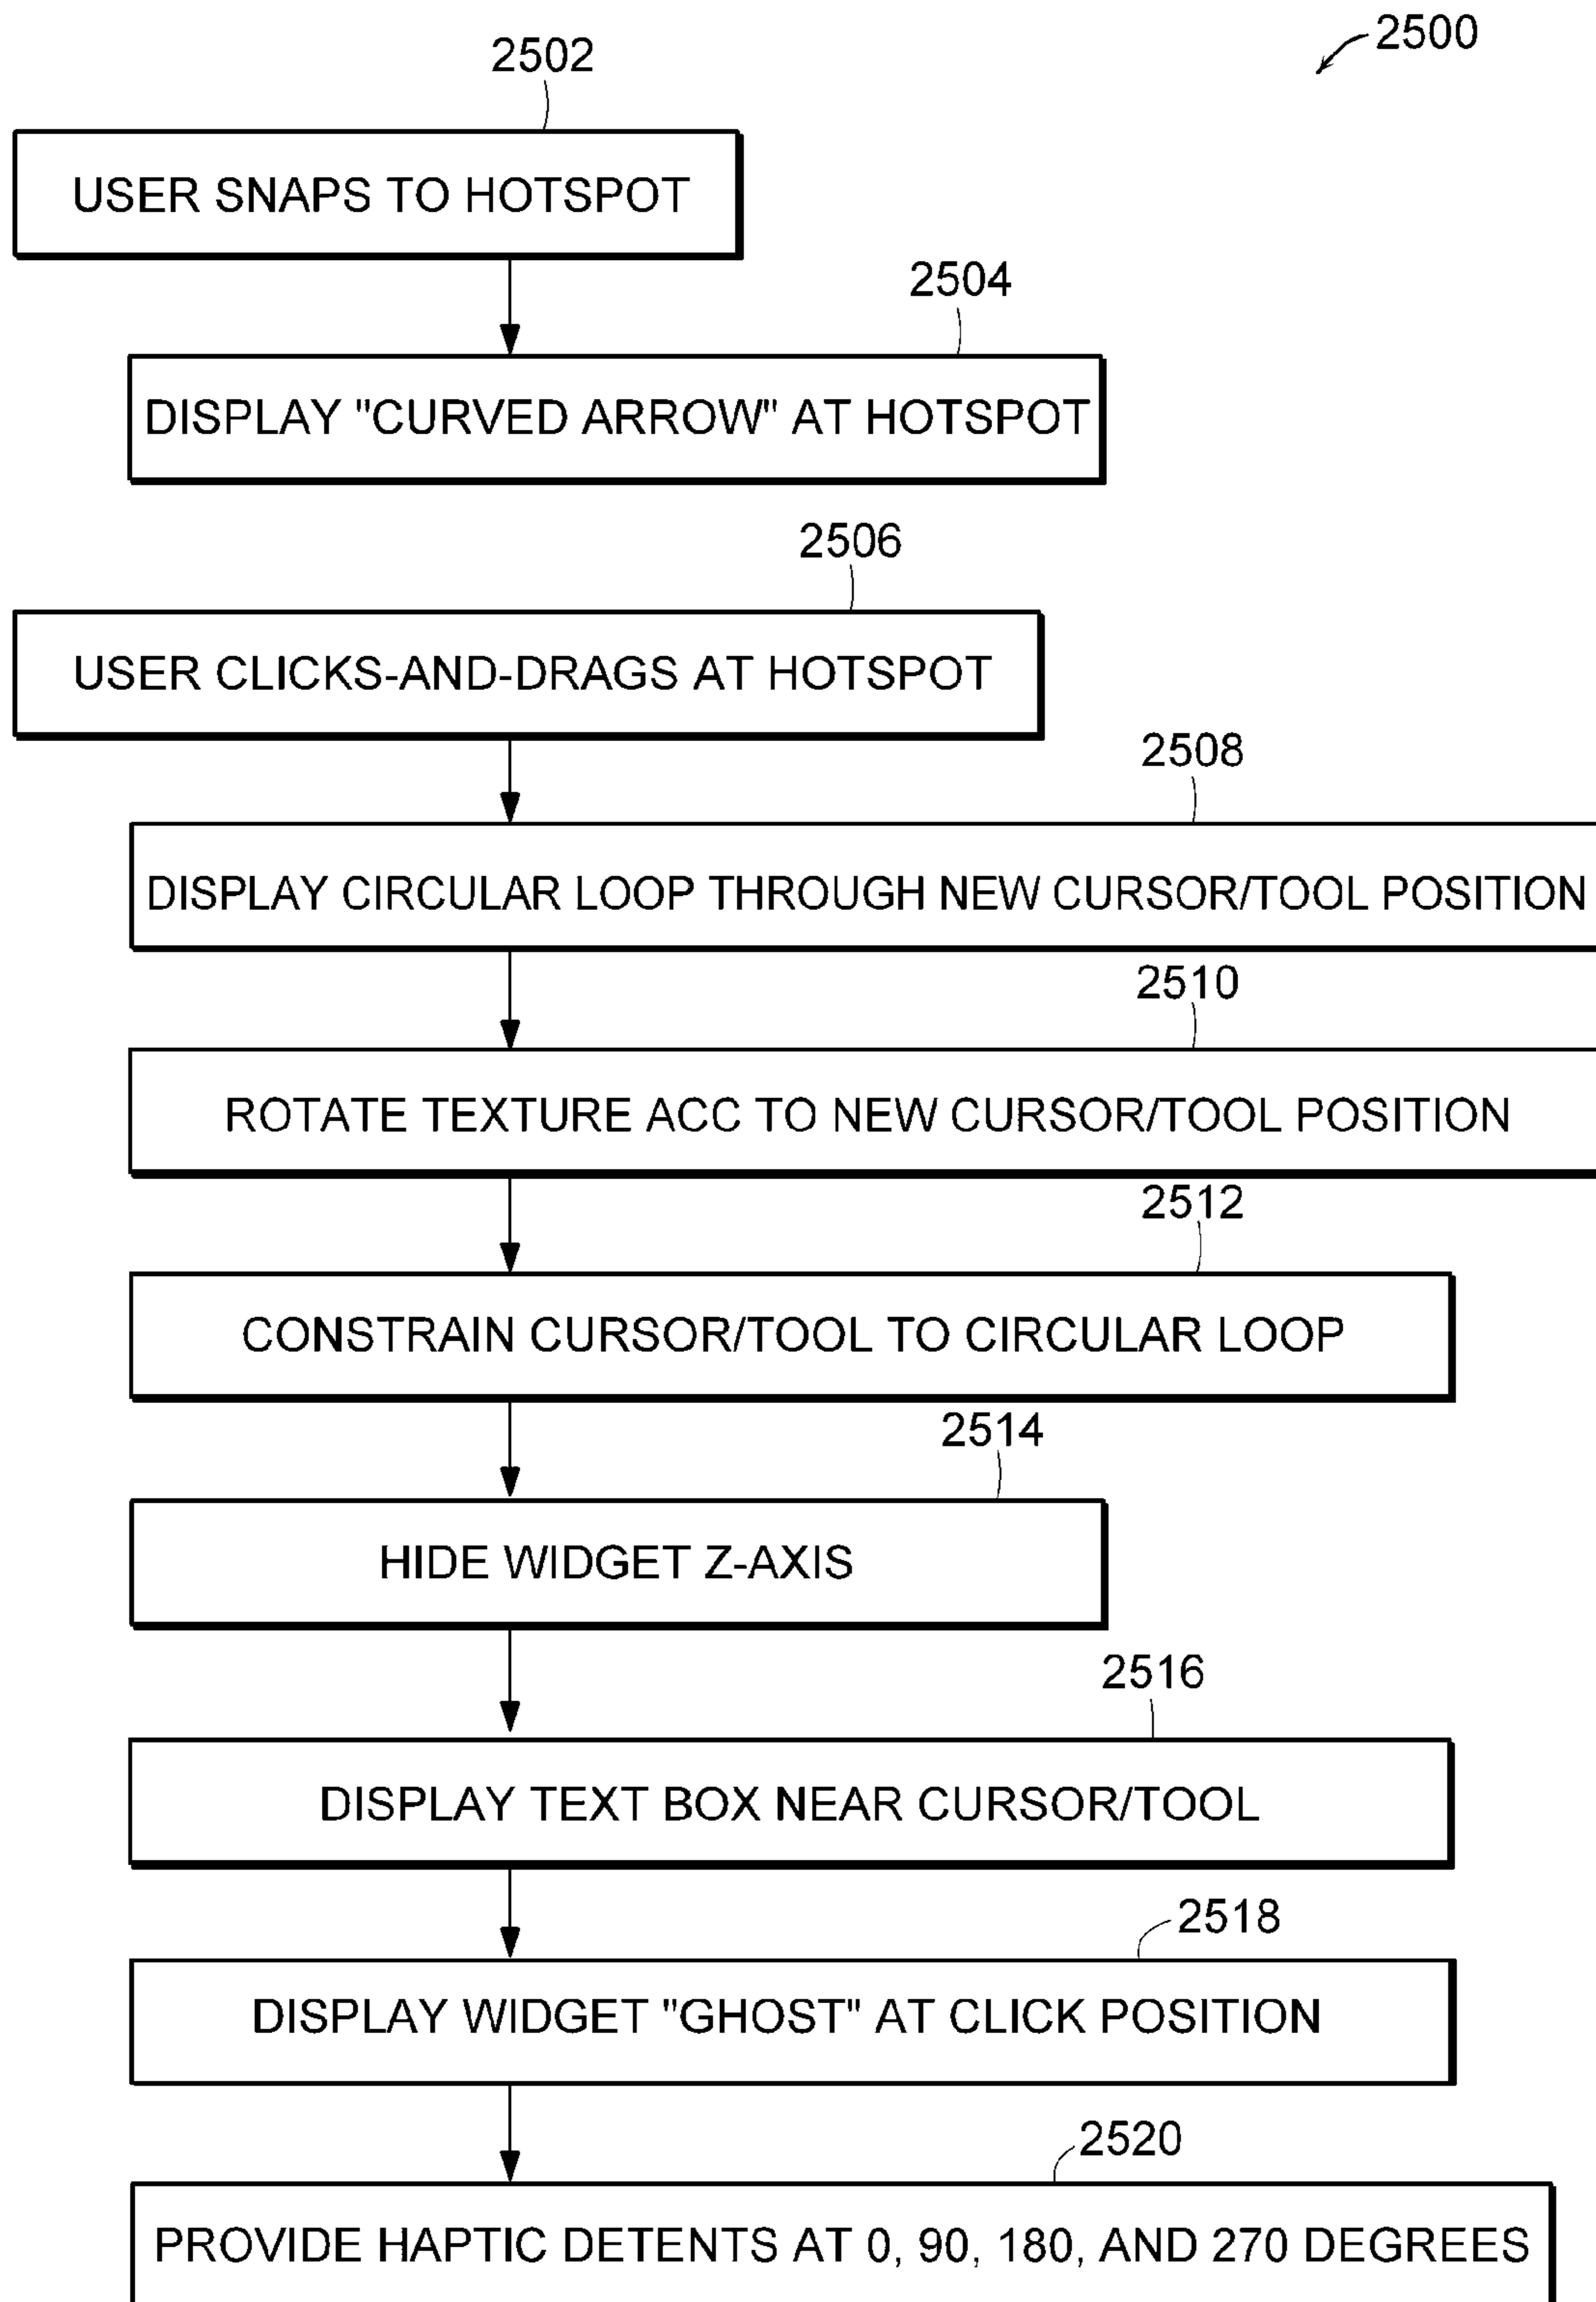 2500
2502
USER SNAPS TO HOTSPOT
2504
DISPLAY "CURVED ARROW" AT HOTSPOT
2506
USER CLICKS-AND-DRAGS AT HOTSPOT
2508
DISPLAY CIRCULAR LOOP THROUGH NEW CURSOR/TOOL POSITION
2510
ROTATE TEXTURE ACC TO NEW CURSOR/TOOL POSITION
2512
CONSTRAIN CURSOR/TOOL TO CIRCULAR LOOP
2514
HIDE WIDGET Z-AXIS
2516
DISPLAY TEXT BOX NEAR CURSOR/TOOL
2518
DISPLAY WIDGET "GHOST" AT CLICK POSITION
2520
PROVIDE HAPTIC DETENTS AT 0, 90, 180, AND 270 DEGREES